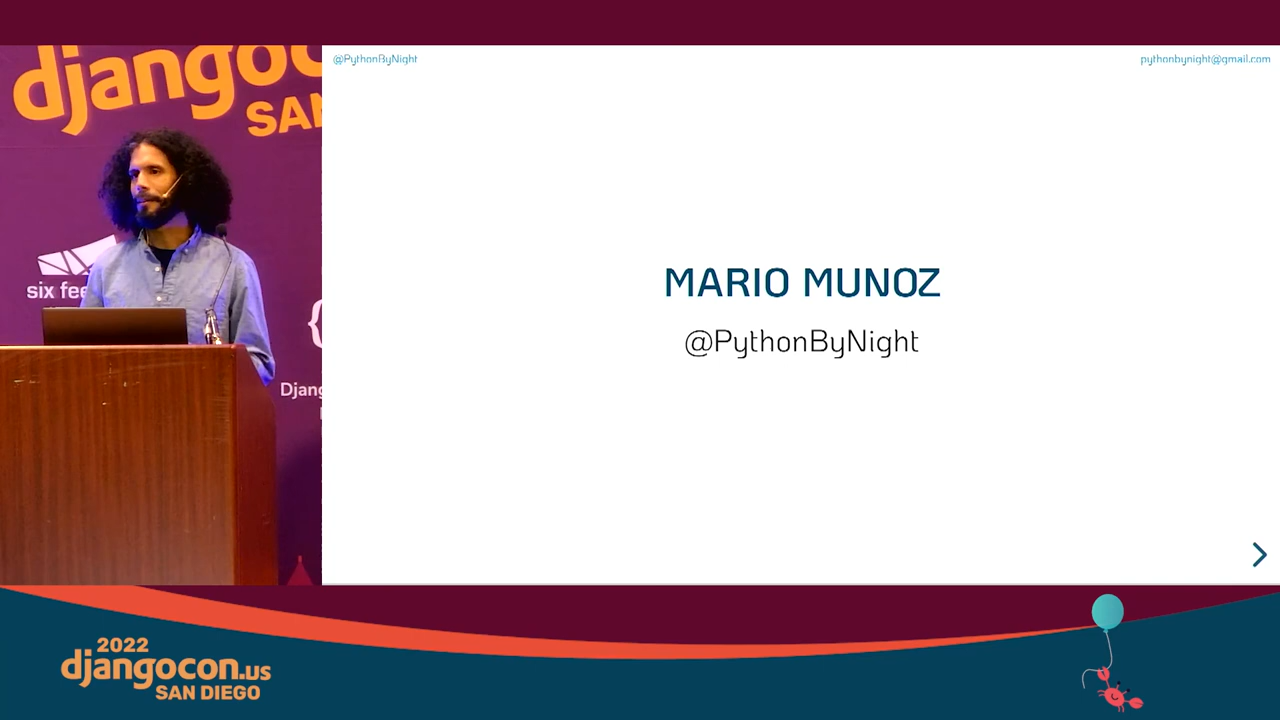 djangoc
SAN
six fee
{
Djang
@PythonByNight
pythonbynight@gmail.com
MARIO MUNOZ
@PythonByNight
2022
djangocon.us
SAN DIEGO